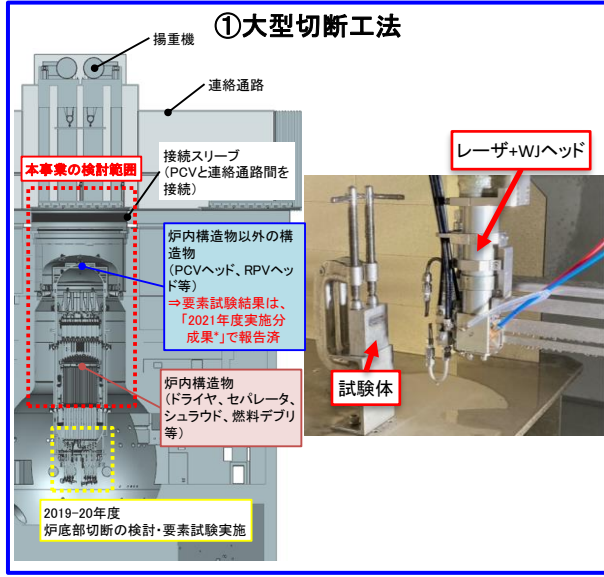 ①大型切断工法
揚重機
連絡通路
本事業の検討範囲
接続スリーブ
(PCVと連絡通路間を
接続)
炉内構造物以外の構
造物
(PCVヘッド、RPVヘッ
ド等)
⇒要素試験結果は、
「2021年度実施分
成果*」で報告済
炉内構造物
(ドライヤ、セパレータ、
シュラウド、燃料デブリ
等)
2019-20年度
炉底部切断の検討・要素試験実施
レーザ+WJヘッド
試験体